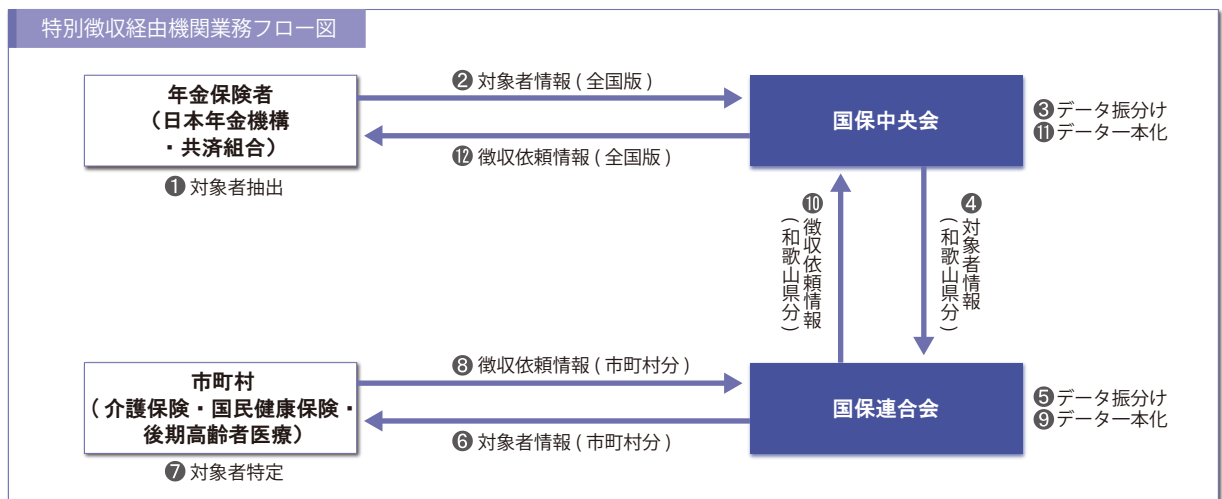 特別徴収経由機関業務フロー図
年金保険者
（日本年金機構
・共済組合）
❶対象者抽出
❷対象者情報(全国版)
⓬徴収依頼情報(全国版)
国保中央会
❸データ振分け
⓫データ一本化
❿徴収依頼情報
(和歌山県分)
❹対象者情報
(和歌山県分)
市町村
（介護保険・国民健康保険・
後期高齢者医療）
❼対象者特定
❽徴収依頼情報(市町村分)
❻対象者情報(市町村分)
国保連合会
❺データ振分け
❾データ一本化